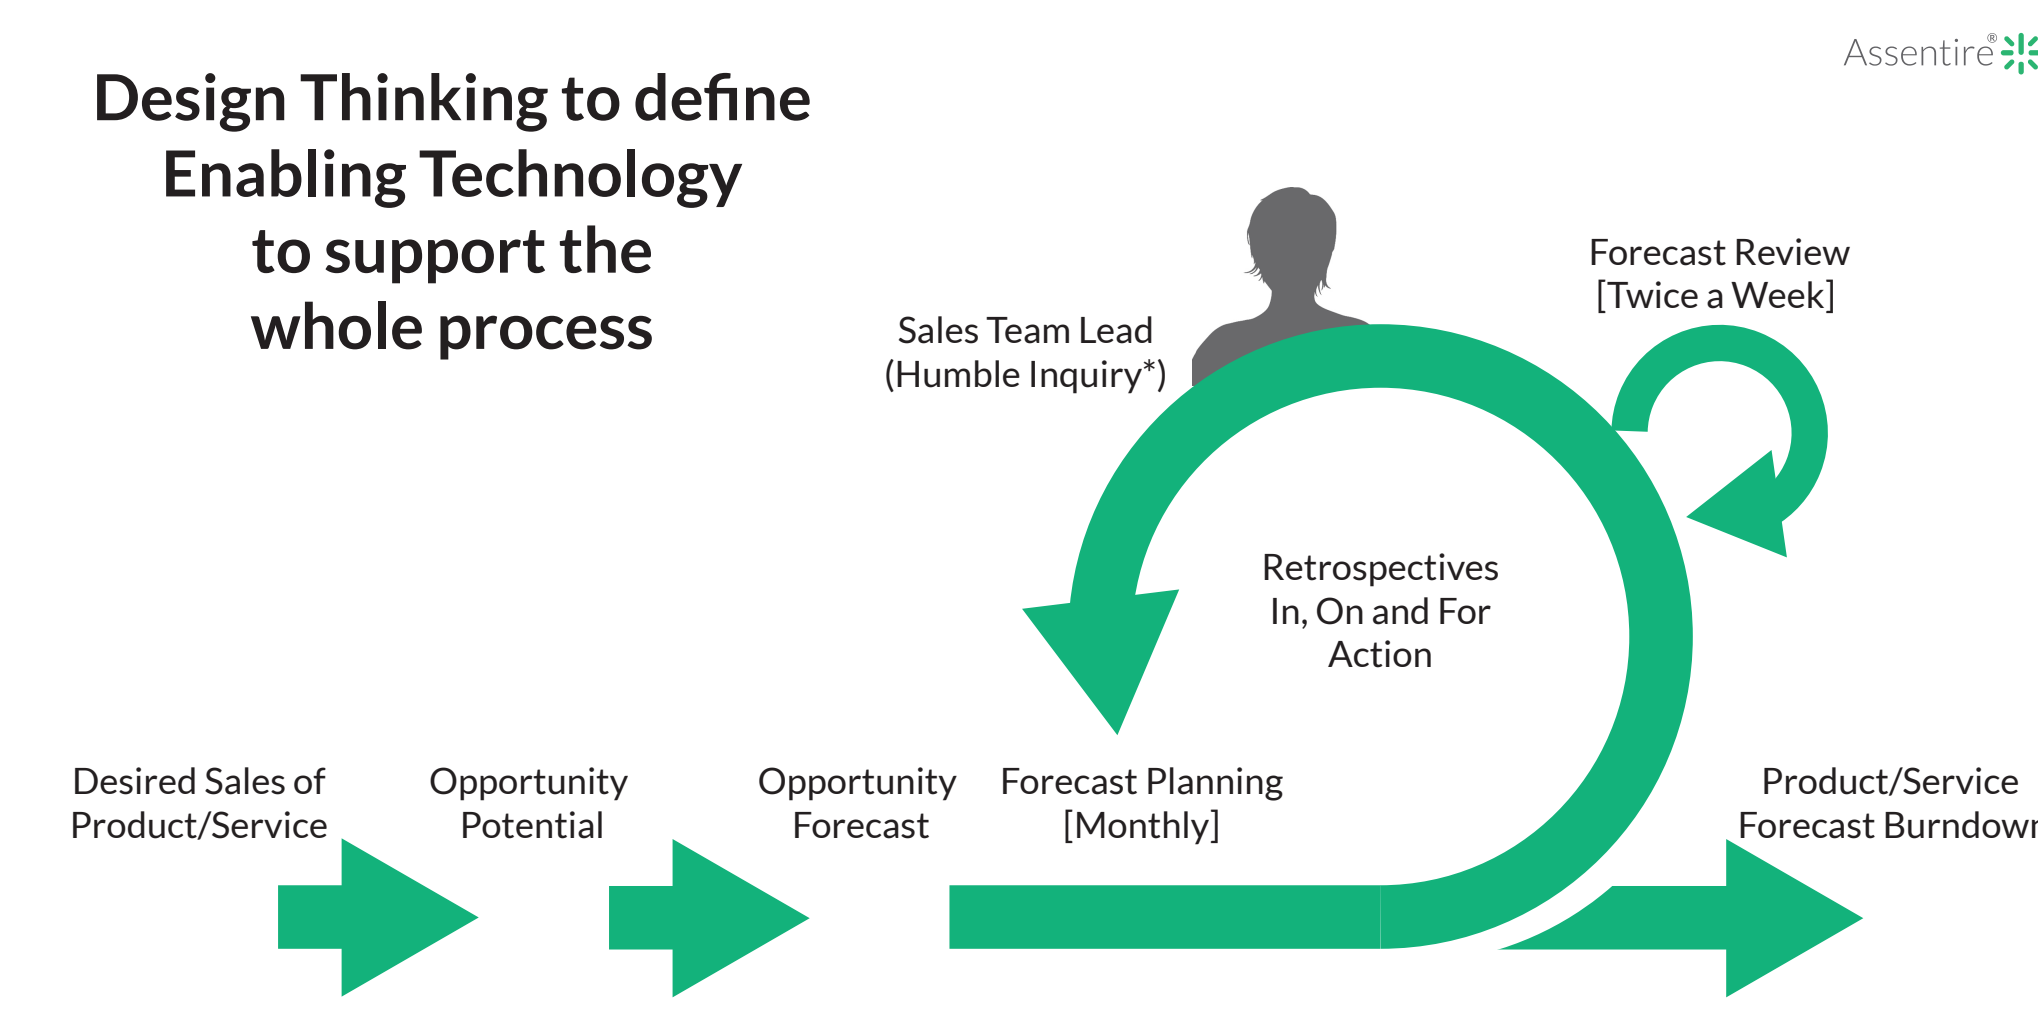 Assentire®
Design Thinking to define
Enabling Technology
to support the
whole process
Forecast Review
[Twice a Week]
Sales Team Lead
(Humble Inquiry*)
Retrospectives
In, On and For
Action
Desired Sales of
Product/Service
Opportunity
Potential
Opportunity
Forecast
Forecast Planning
[Monthly]
Product/Service
Forecast Burndown